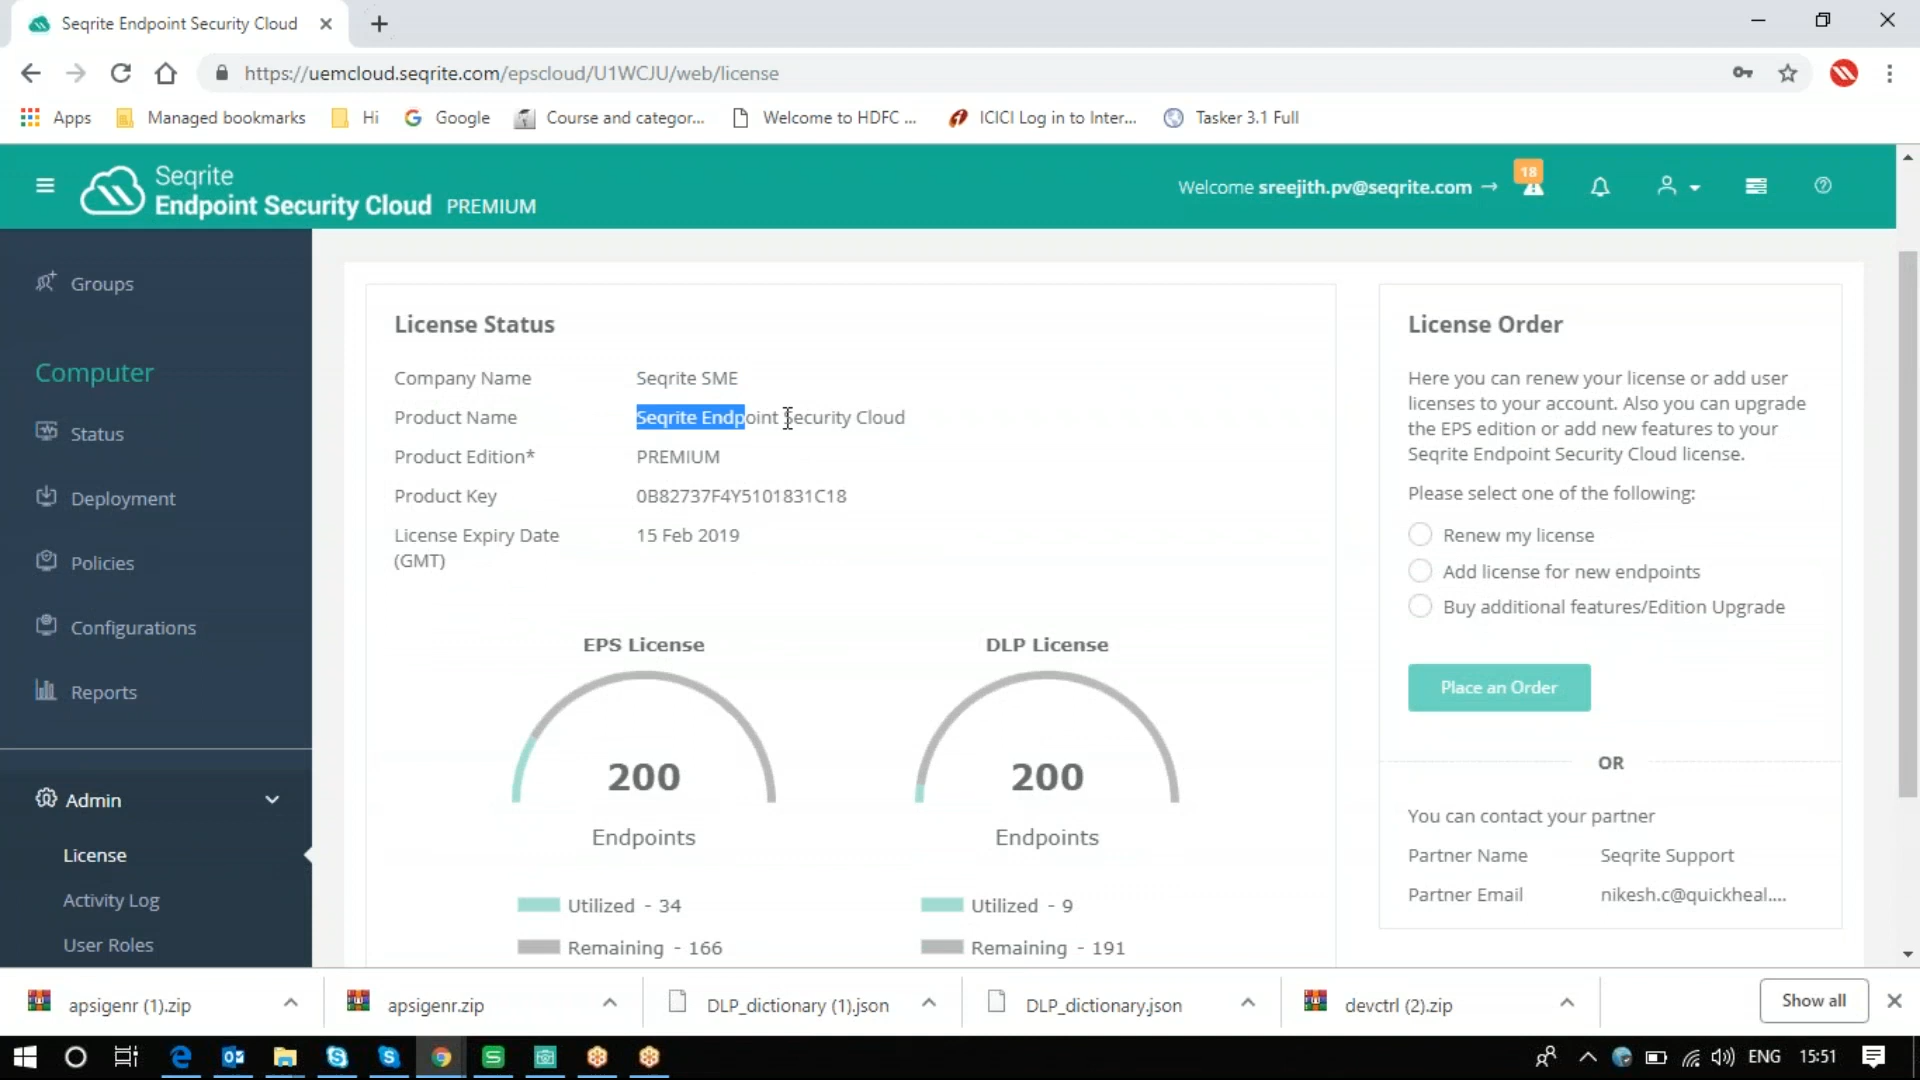 Seqrite Endpoint Security Cloud
https://uemcloud.seqrite.com/epscloud/U1WCJU/web/license
Apps
Managed bookmarks
Hi
Google
Course and categor...
Welcome to HDFC ...
ICICI Log in to Inter...
Tasker 3.1 Full
Seqrite
Endpoint Security Cloud PREMIUM
Welcome sreejith.pv@seqrite.com
18
Groups
Computer
Status
Deployment
Policies
Configurations
Reports
Admin
License
Activity Log
User Roles
License Status
Company Name Seqrite SME
Product Name Seqrite Endpoint Security Cloud
Product Edition* PREMIUM
Product Key 0B82737F4Y5101831C18
License Expiry Date 15 Feb 2019
(GMT)
EPS License
200
Endpoints
Utilized - 34
Remaining - 166
DLP License
200
Endpoints
Utilized - 9
Remaining - 191
License Order
Here you can renew your license or add user
licenses to your account. Also you can upgrade
the EPS edition or add new features to your
Seqrite Endpoint Security Cloud license.
Please select one of the following:
Renew my license
Add license for new endpoints
Buy additional features/Edition Upgrade
Place an Order
OR
You can contact your partner
Partner Name Seqrite Support
Partner Email nikesh.c@quickheal....
apsigenr (1).zip
apsigenr.zip
DLP_dictionary (1).json
DLP_dictionary.json
devctrl (2).zip
Show all
ENG
15:51